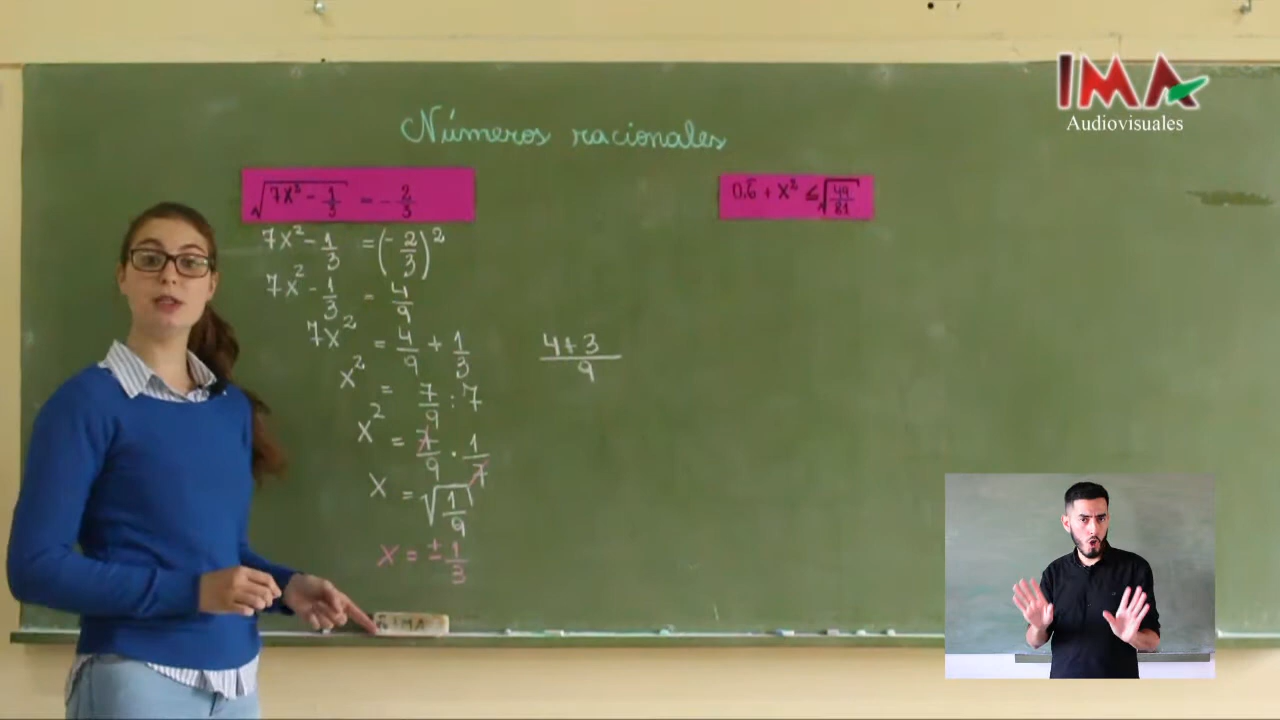 IMA
Audiovisuales
Números racionales
√(7x² - 1/3) = - 2/3
7x² - 1/3 = (- 2/3)²
7x² - 1/3 = 4/9
7x² = 4/9 + 1/3
4+3/9
x² = 7/9 : 7
x² = 7/9 . 1/7
x = √(1/9)
x = ± 1/3
0.6̅ + x² ≤ √(49/81)
IMA